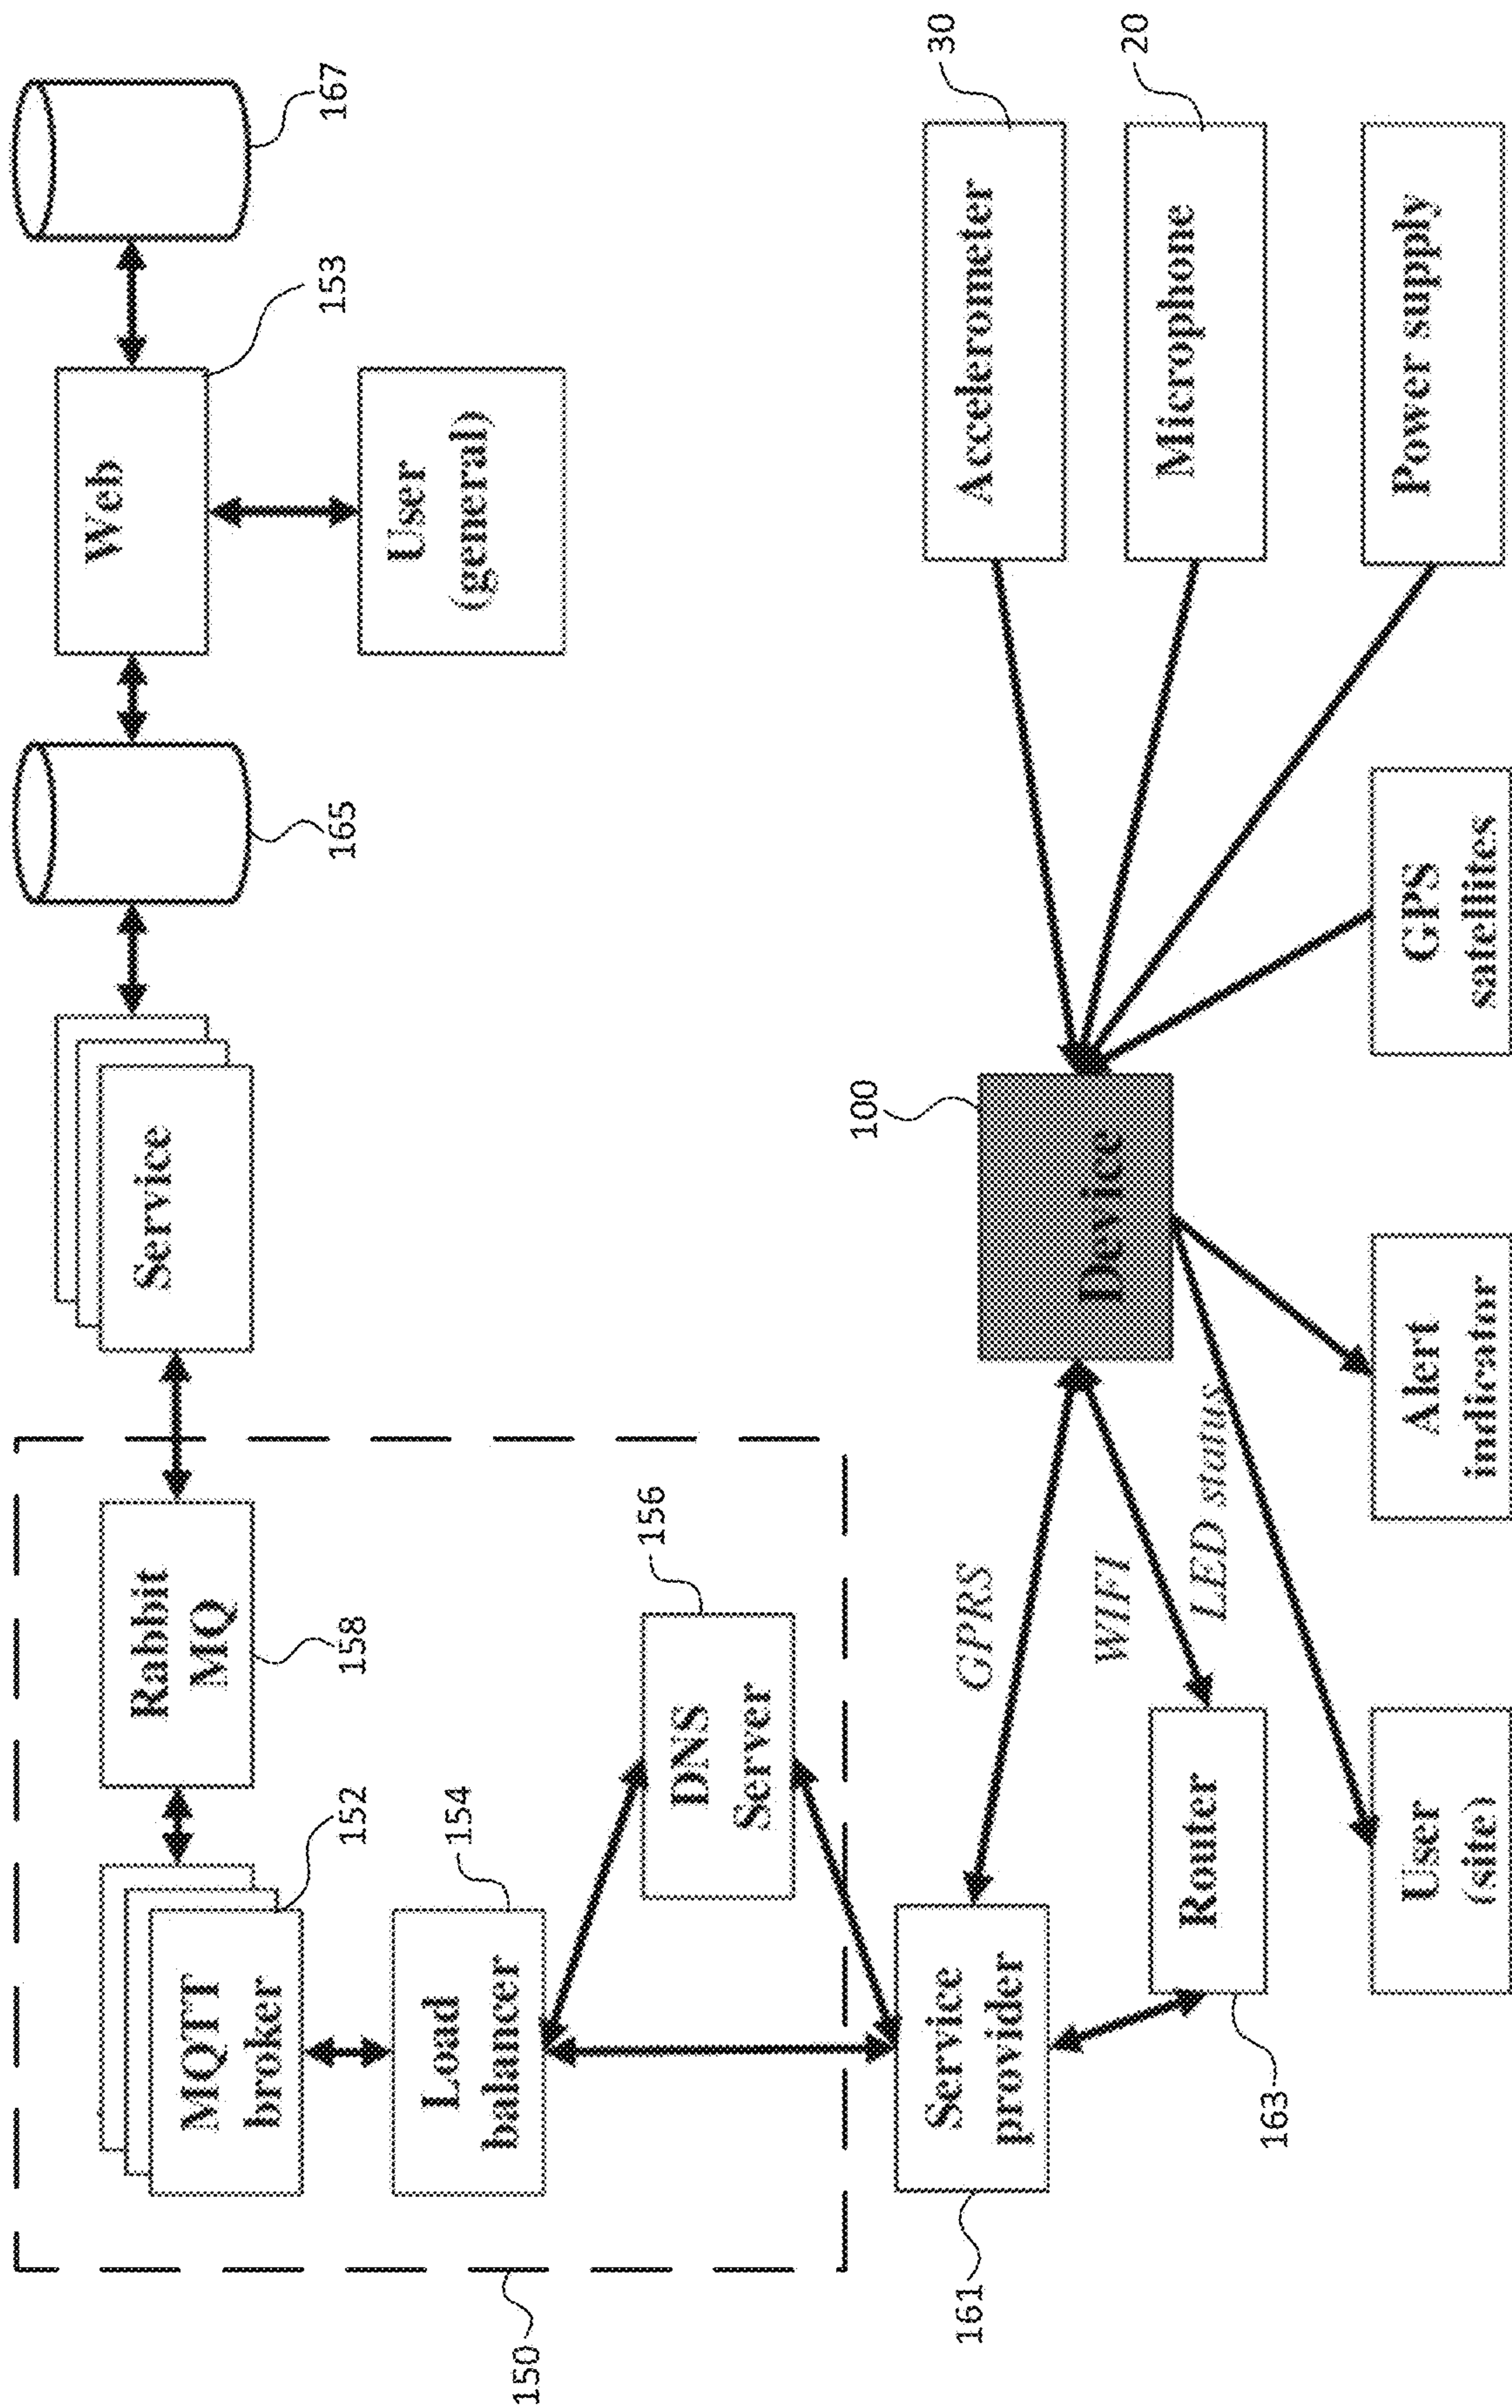 MQTT
broker
152
Rabbit
MQ
158
Service
165
Web
153
167
Load
balancer
154
DNS
Server
156
User
(general)
150
Service
provider
161
GPRS
WIFI
LED status
Router
163
User
(site)
Alert
indicator
Device
100
GPS
satellites
Accelerometer
30
Microphone
20
Power supply